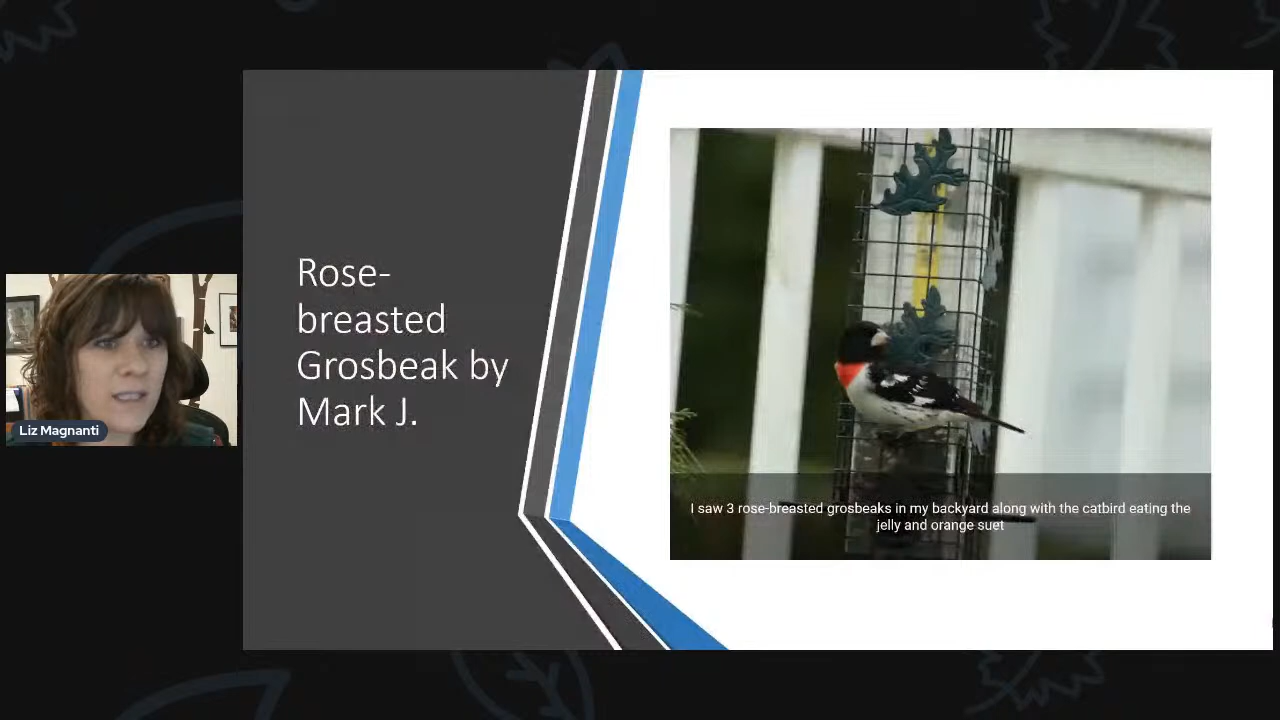 Rose-
breasted
Grosbeak by
Mark J.
Liz Magnanti
I saw 3 rose-breasted grosbeaks in my backyard along with the catbird eating the
jelly and orange suet